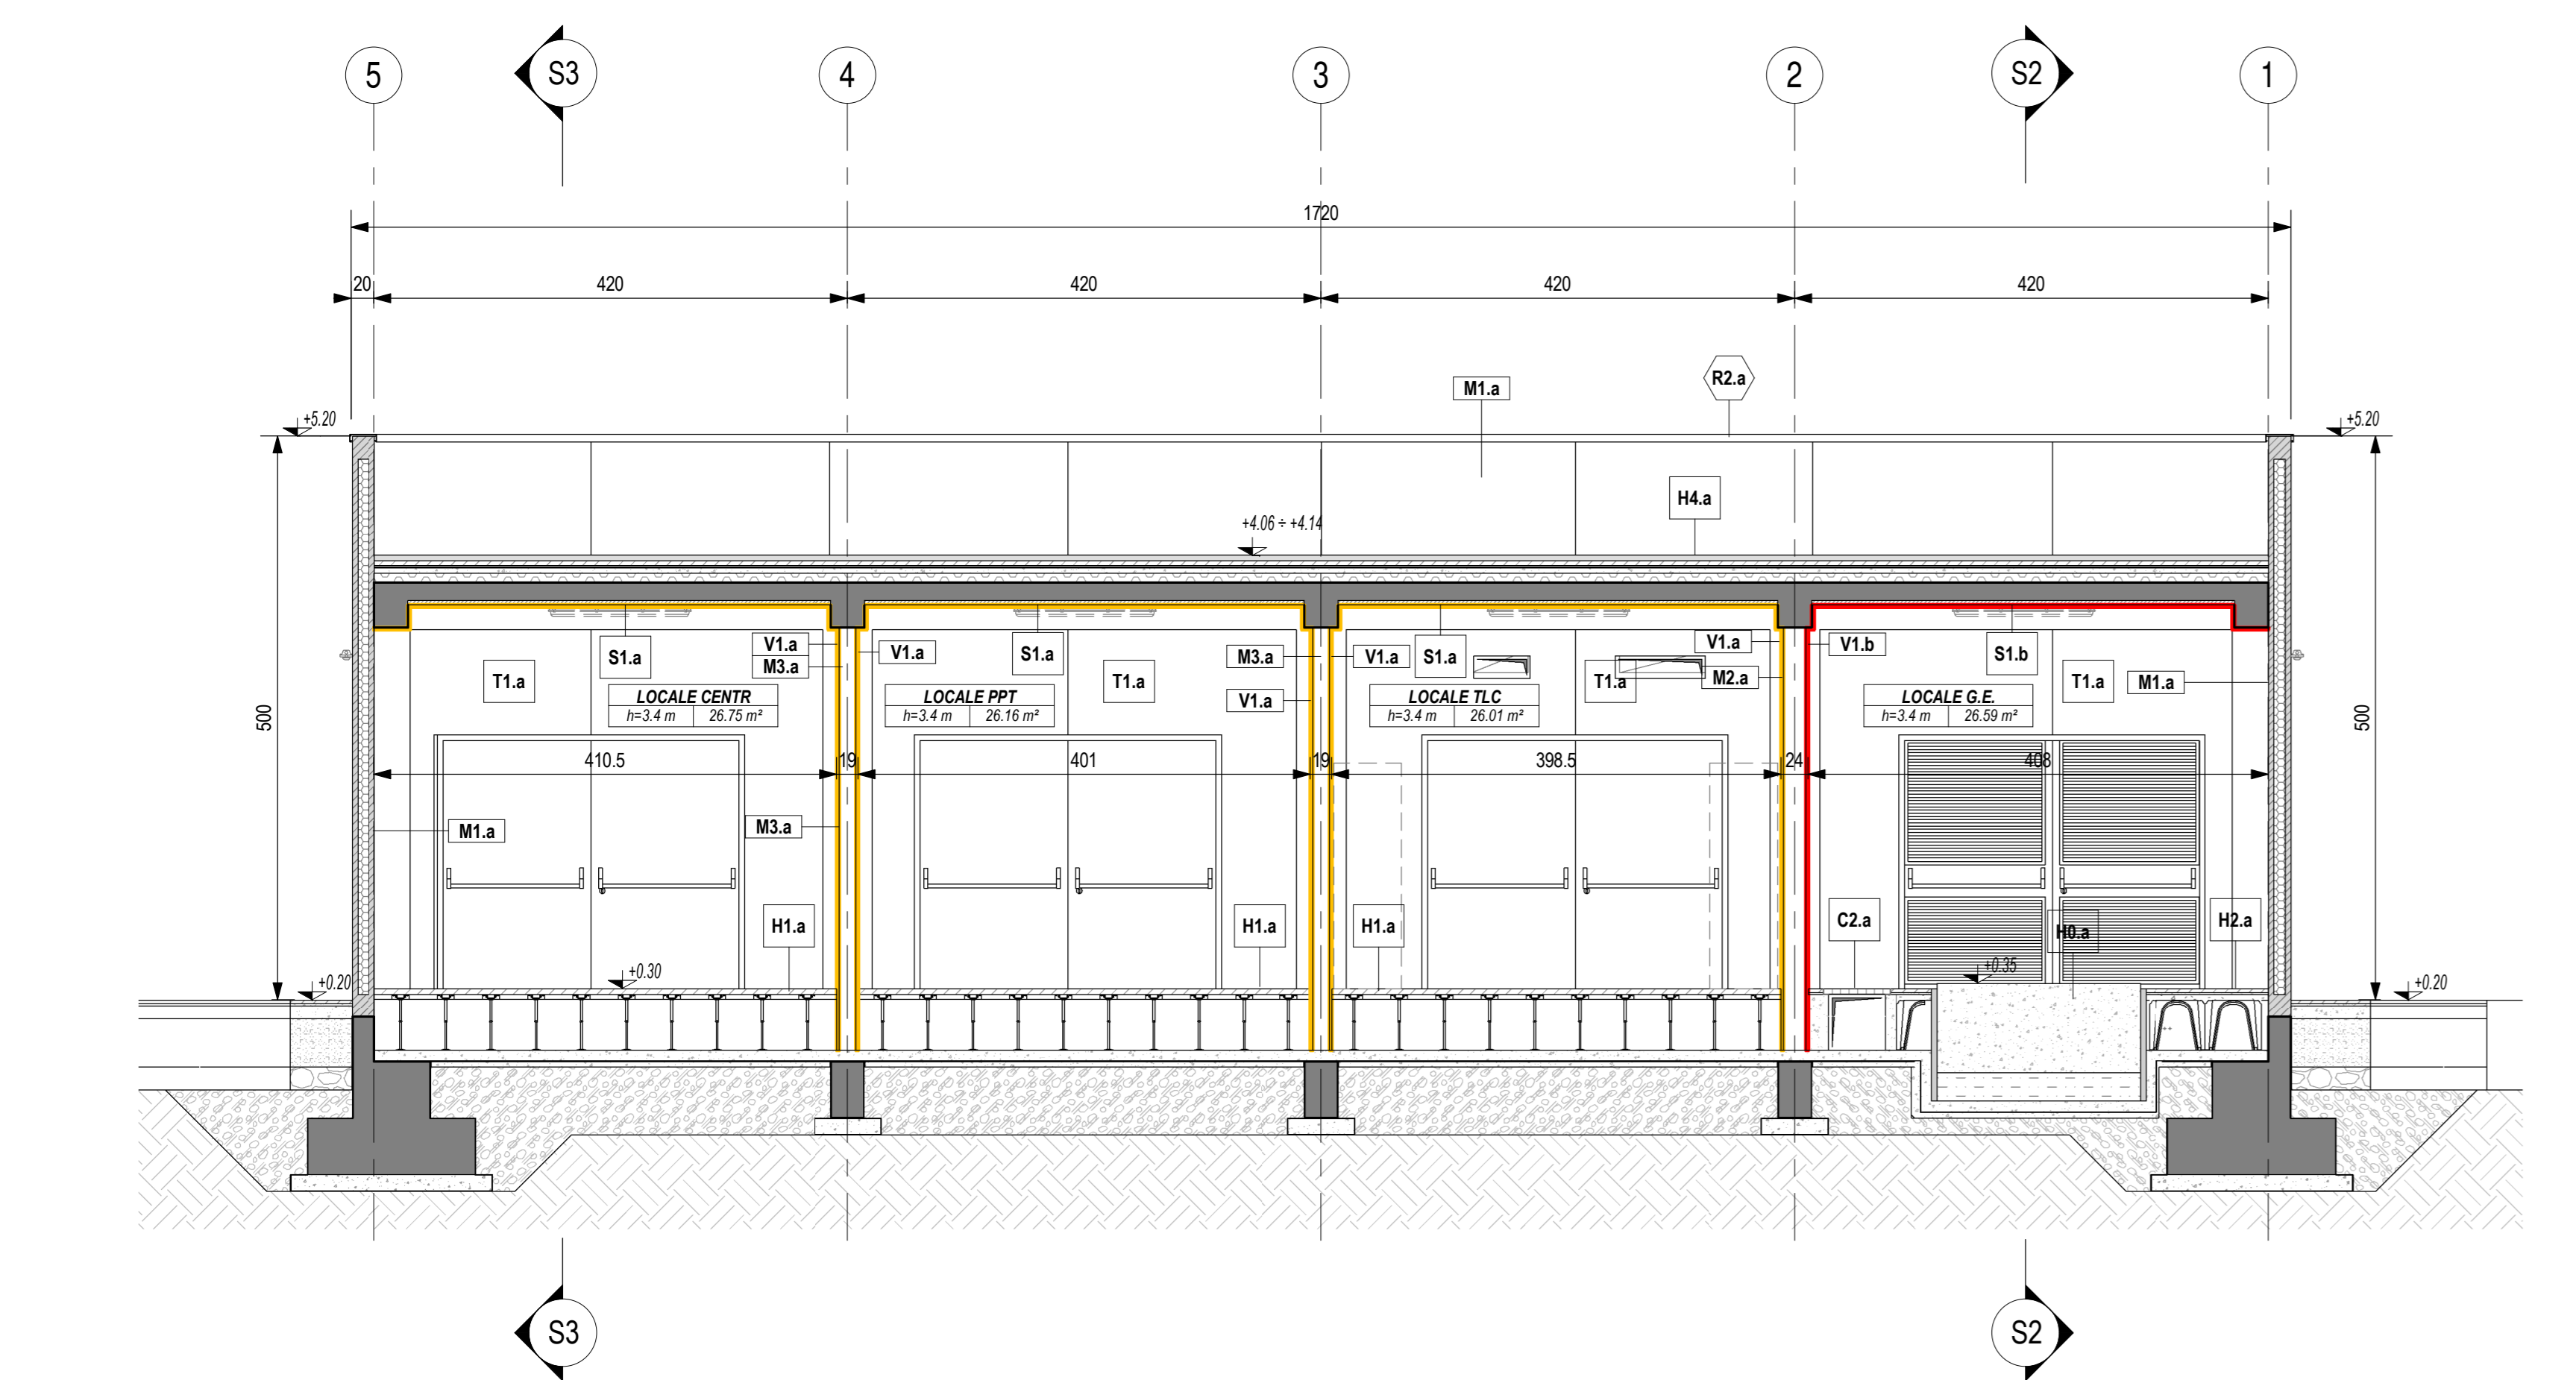 5 S3 4 3 2 S2 1
1720
20 420 420 420 420
R2.a
M1.a
+5.20 +5.20
H4.a
+4.06 ÷ +4.14
V1.a V1.a M3.a V1.a V1.a V1.b
M3.a S1.a S1.a S1.a M2.a S1.b
T1.a T1.a T1.a T1.a M1.a
V1.a
LOCALE CENTR
h=3.4 m 26.75 m²
LOCALE PPT
h=3.4 m 26.16 m²
LOCALE TLC
h=3.4 m 26.01 m²
LOCALE G.E.
h=3.4 m 26.59 m²
500 500
410.5 19 401 19 398.5 24 408
M1.a M3.a
H1.a H1.a H1.a C2.a H0.a H2.a
+0.20 +0.30 +0.35 +0.20
S3 S2